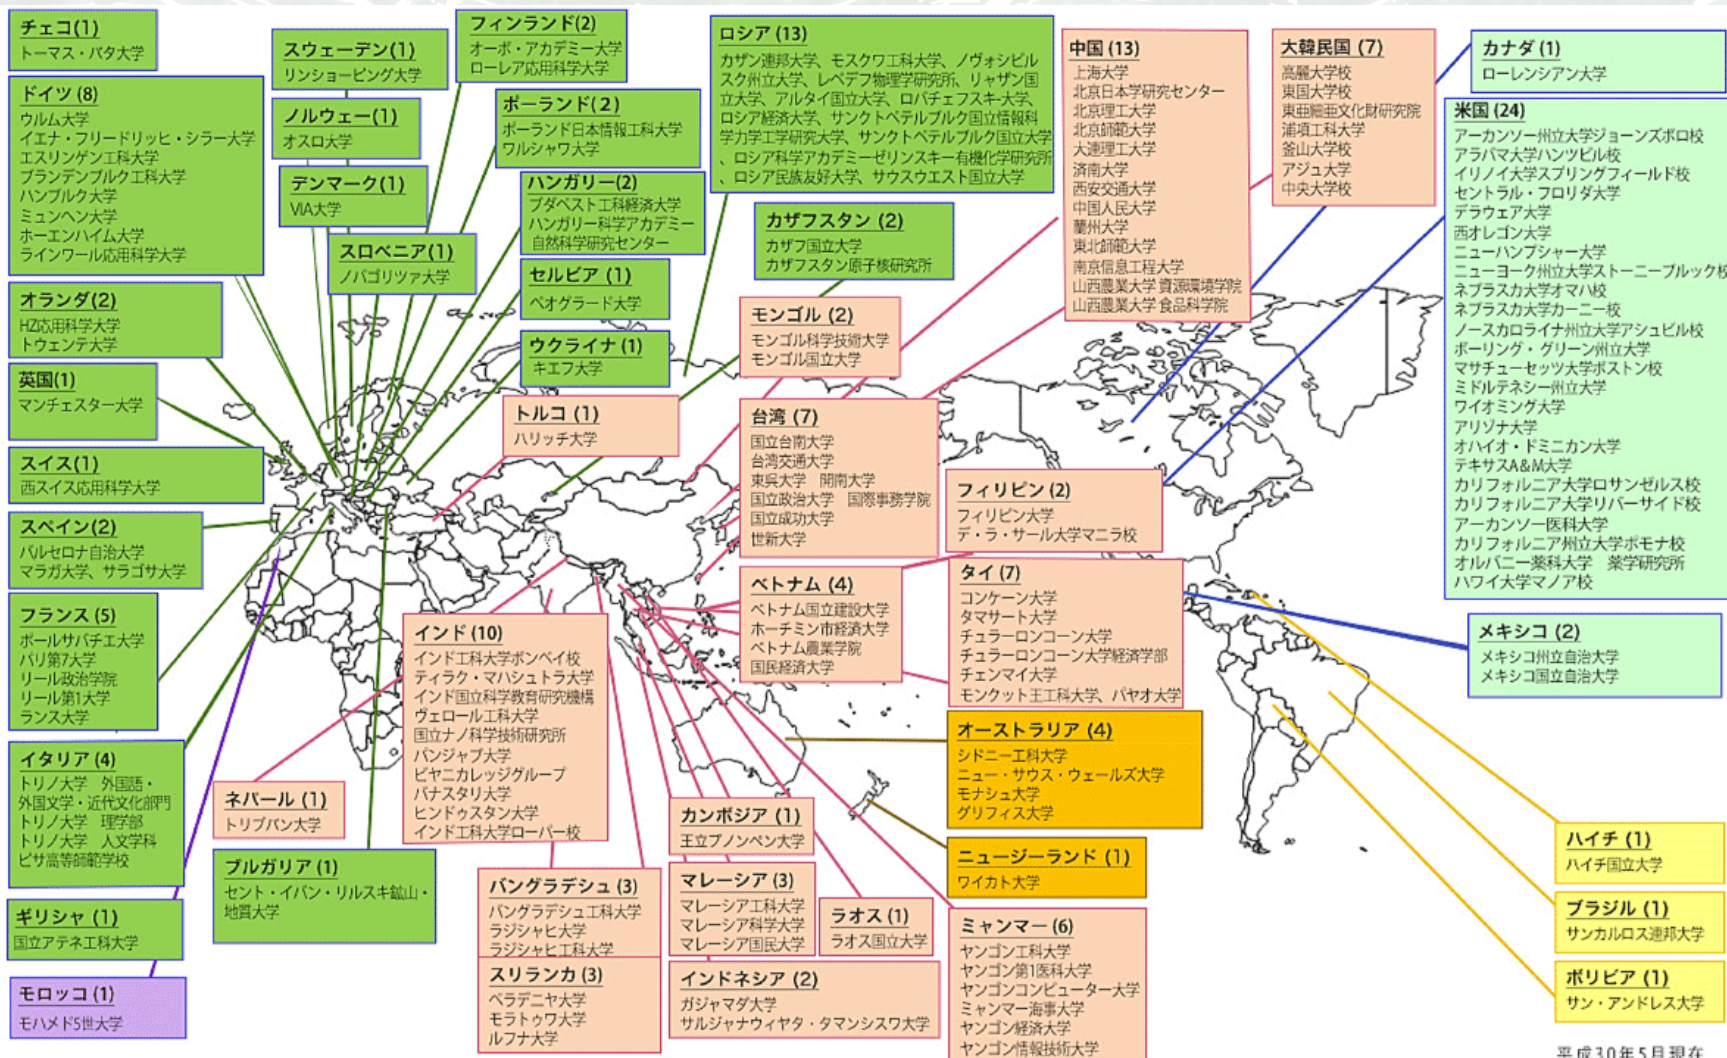 チェコ(1)
トーマス・バタ大学
ドイツ(8)
ウルム大学
イエナ・フリードリッヒ・シラー大学
エスリンゲン工科大学
ブランデンブルク工科大学
ハンブルク大学
ミュンヘン大学
ホーエンハイム大学
ラインワール応用科学大学
オランダ(2)
HZ応用科学大学
トウェンテ大学
英国(1)
マンチェスター大学
スイス(1)
西スイス応用科学大学
スペイン(2)
バルセロナ自治大学
マラガ大学、サラゴサ大学
フランス(5)
ポールサバチエ大学
パリ第7大学
リール政治学院
リール第1大学
ランス大学
イタリア(4)
トリノ大学 外国語・
外国文学・近代文化部門
トリノ大学 理学部
トリノ大学 人文学科
ピサ高等師範学校
ギリシャ(1)
国立アテネ工科大学
モロッコ(1)
モハメド5世大学
スウェーデン(1)
リンショーピング大学
ノルウェー(1)
オスロ大学
デンマーク(1)
VIA大学
スロベニア(1)
ノバゴリツァ大学
フィンランド(2)
オーボ・アカデミー大学
ローレア応用科学大学
ポーランド(2)
ポーランド日本情報工科大学
ワルシャワ大学
ハンガリー(2)
ブダペスト工科経済大学
ハンガリー科学アカデミー
自然科学研究センター
セルビア(1)
ベオグラード大学
ウクライナ(1)
キエフ大学
トルコ(1)
ハリッチ大学
ロシア(13)
カザン連邦大学、モスクワ工科大学、ノヴォシビル
スク州立大学、レベデフ物理学研究所、リャザン国
立大学、アルタイ国立大学、ロバチェフスキー大学、
ロシア経済大学、サンクトペテルブルク国立情報科
学力学工学研究大学、サンクトペテルブルク国立大学
、ロシア科学アカデミーゼリンスキー有機化学研究所
、ロシア民族友好大学、サウスウエスト国立大学
カザフスタン(2)
カザフ国立大学
カザフスタン原子核研究所
モンゴル(2)
モンゴル科学技術大学
モンゴル国立大学
台湾(7)
国立台南大学
台湾交通大学
東呉大学 開南大学
国立政治大学 国際事務学院
国立成功大学
世新大学
ベトナム(4)
ベトナム国立建設大学
ホーチミン市経済大学
ベトナム農業学院
国民経済大学
中国(13)
上海大学
北京日本学研究センター
北京理工大学
北京師範大学
大連理工大学
済南大学
西安交通大学
中国人民大学
蘭州大学
東北師範大学
南京信息工程大学
山西農業大学 資源環境学院
山西農業大学 食品科学院
大韓民国(7)
高麗大学校
東国大学校
東亜細亜文化財研究院
浦項工科大学
釜山大学校
アジュ大学
中央大学校
カナダ(1)
ローレンシアン大学
米国(24)
アーカンソー州立大学ジョーンズボロ校
アラバマ大学ハンツビル校
イリノイ大学スプリングフィールド校
セントラル・フロリダ大学
デラウェア大学
西オレゴン大学
ニューハンプシャー大学
ニューヨーク州立大学ストーニーブルック校
ネブラスカ大学オマハ校
ネブラスカ大学カーニー校
ノースカロライナ州立大学アシュビル校
ボーリング・グリーン州立大学
マサチューセッツ大学ボストン校
ミドルテネシー州立大学
ワイオミング大学
アリゾナ大学
オハイオ・ドミニカン大学
テキサスA&M大学
カリフォルニア大学ロサンゼルス校
カリフォルニア大学リバーサイド校
アーカンソー医科大学
カリフォルニア州立大学ポモナ校
オルバニー薬科大学 薬学研究所
ハワイ大学マノア校
メキシコ(2)
メキシコ州立自治大学
メキシコ国立自治大学
フィリピン(2)
フィリピン大学
デ・ラ・サール大学マニラ校
タイ(7)
コンケーン大学
タマサート大学
チュラーロンコーン大学
チュラーロンコーン大学経済学部
チェンマイ大学
モンクット王工科大学、パヤオ大学
オーストラリア(4)
シドニー工科大学
ニュー・サウス・ウェールズ大学
モナシュ大学
グリフィス大学
ニュージーランド(1)
ワイカト大学
インド(10)
インド工科大学ボンベイ校
ティラク・マハシュトラ大学
インド国立科学教育研究機構
ヴェロール工科大学
国立ナノ科学技術研究所
パンジャブ大学
ビヤニカレッジグループ
バナスタリ大学
ヒンドゥスタン大学
インド工科大学ローパー校
ネパール(1)
トリブバン大学
ブルガリア(1)
セント・イバン・リルスキ鉱山・
地質大学
バングラデシュ(3)
バングラデシュ工科大学
ラジシャヒ大学
ラジシャヒ工科大学
スリランカ(3)
ペラデニヤ大学
モラトゥワ大学
ルフナ大学
カンボジア(1)
王立プノンペン大学
マレーシア(3)
マレーシア工科大学
マレーシア科学大学
マレーシア国民大学
ラオス(1)
ラオス国立大学
インドネシア(2)
ガジャマダ大学
サルジャナウィヤタ・タマンシスワ大学
ミャンマー(6)
ヤンゴン工科大学
ヤンゴン第1医科大学
ヤンゴンコンピューター大学
ミャンマー海事大学
ヤンゴン経済大学
ヤンゴン情報技術大学
ハイチ(1)
ハイチ国立大学
ブラジル(1)
サンカルロス連邦大学
ボリビア(1)
サン・アンドレス大学
平成30年5月現在